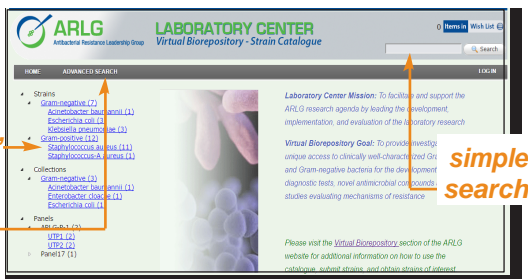 ARLG
Antibacterial Resistance Leadership Group
LABORATORY CENTER
Virtual Biorepository - Strain Catalogue
0 Items In Wish List
Search
HOME ADVANCED SEARCH LOG IN
Strains
Gram-negative (7)
Acinetobacter baumannii (1)
Escherichia coli (3)
Klebsiella pneumoniae (3)
Gram-positive (12)
Staphylococcus aureus (11)
Staphylococcus-A aureus (1)
Collections
Gram-negative (3)
Acinetobacter baumannii (1)
Enterobacter cloacae (1)
Escherichia coli (1)
Panels
ARLG-P-1 (2)
UTP1 (2)
UTP2 (2)
Panel17 (1)
Laboratory Center Mission: To facilitate and support the
ARLG research agenda by leading the development,
implementation, and evaluation of the laboratory research
Virtual Biorepository Goal: To provide
unique access to clinically well-characterized
and Gram-negative bacteria for the development
diagnostic tests, novel antimicrobial compounds
studies evaluating mechanisms of resistance
Please visit the Virtual Biorepository section of the ARLG
website for additional information on how to use the
catalogue, submit strains, and obtain strains of interest
simple
search